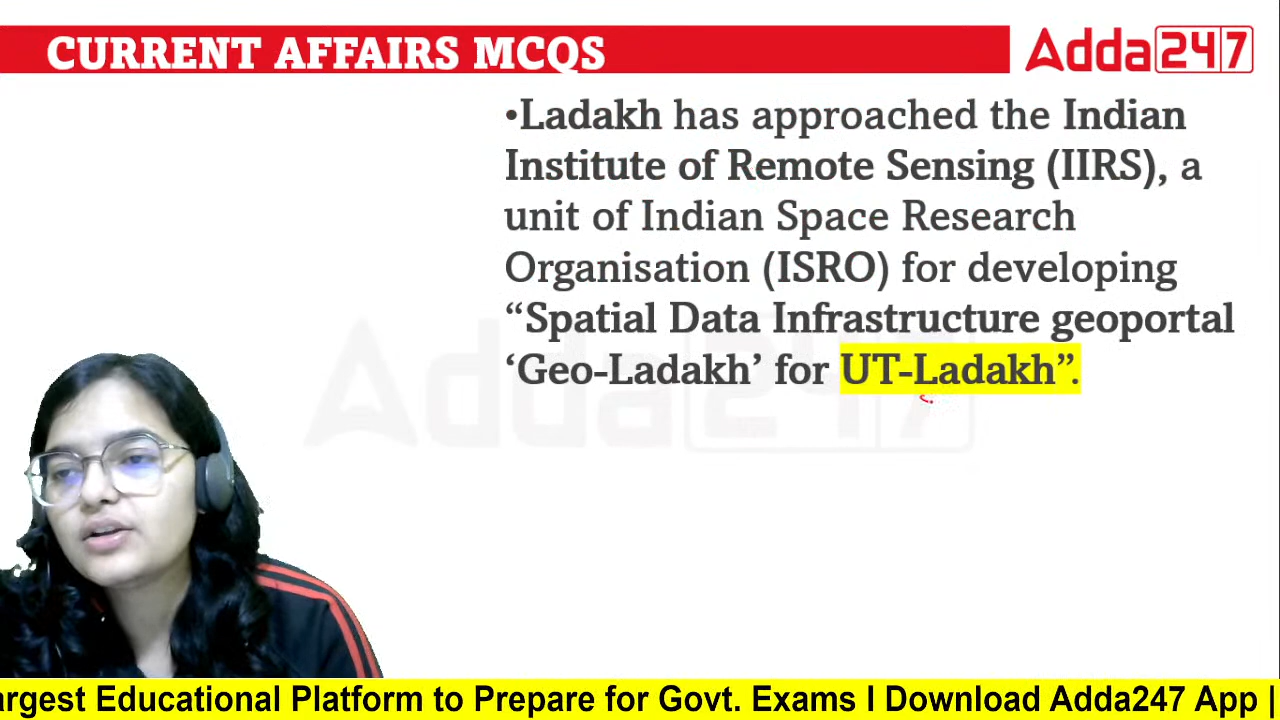 CURRENT AFFAIRS MCQS
Adda247
•Ladakh has approached the Indian
Institute of Remote Sensing (IIRS), a
unit of Indian Space Research
Organisation (ISRO) for developing
“Spatial Data Infrastructure geoportal
‘Geo-Ladakh’ for UT-Ladakh”.
Adda247
argest Educational Platform to Prepare for Govt. Exams I Download Adda247 App |